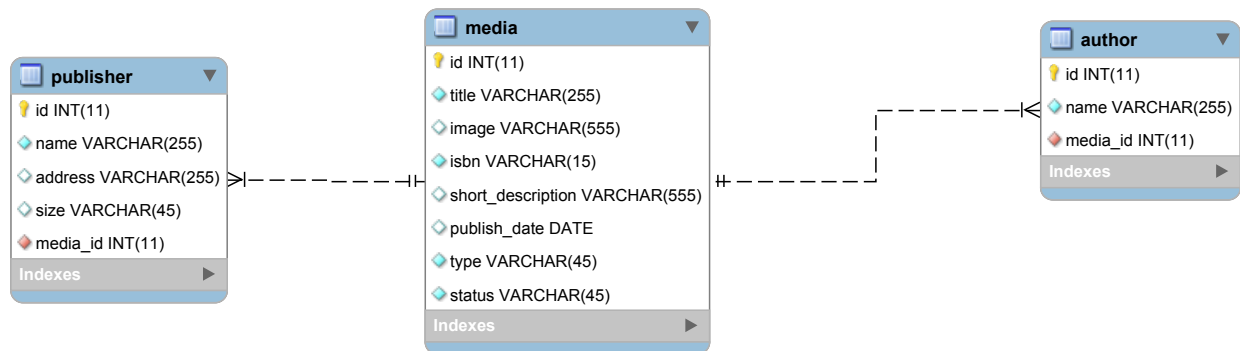 publisher
id INT(11)
name VARCHAR(255)
address VARCHAR(255)
size VARCHAR(45)
media_id INT(11)
Indexes
media
id INT(11)
title VARCHAR(255)
image VARCHAR(555)
isbn VARCHAR(15)
short_description VARCHAR(555)
publish_date DATE
type VARCHAR(45)
status VARCHAR(45)
Indexes
author
id INT(11)
name VARCHAR(255)
media_id INT(11)
Indexes